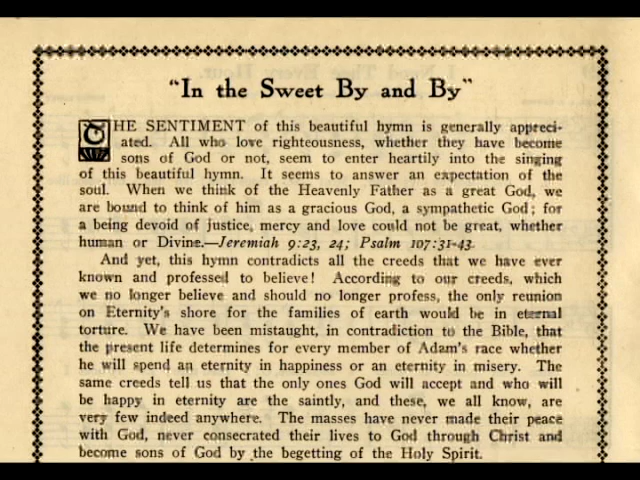 "In the Sweet By and By"
THE SENTIMENT of this beautiful hymn is generally appreci-
ated. All who love righteousness, whether they have become
sons of God or not, seem to enter heartily into the singing
of this beautiful hymn. It seems to answer an expectation of the
soul. When we think of the Heavenly Father as a great God, we
are bound to think of him as a gracious God, a sympathetic God; for
a being devoid of justice, mercy and love could not be great, whether
human or Divine.—Jeremiah 9:23, 24; Psalm 107:31-43.
And yet, this hymn contradicts all the creeds that we have ever
known and professed to believe! According to our creeds, which
we no longer believe and should no longer profess, the only reunion
on Eternity's shore for the families of earth would be in eternal
torture. We have been mistaught, in contradiction to the Bible, that
the present life determines for every member of Adam's race whether
he will spend an eternity in happiness or an eternity in misery. The
same creeds tell us that the only ones God will accept and who will
be happy in eternity are the saintly, and these, we all know, are
very few indeed anywhere. The masses have never made their peace
with God, never consecrated their lives to God through Christ and
become sons of God by the begetting of the Holy Spirit.